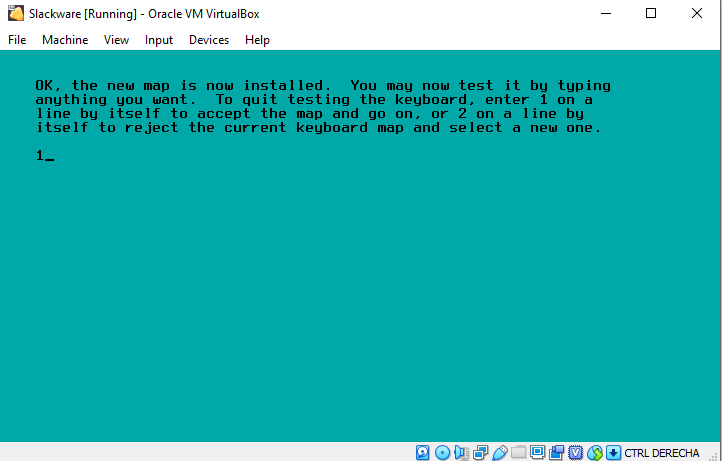 Slackware [Running] - Oracle VM VirtualBox
File Machine View Input Devices Help
OK, the new map is now installed.  You may now test it by typing
anything you want.  To quit testing the keyboard, enter 1 on a
line by itself to accept the map and go on, or 2 on a line by
itself to reject the current keyboard map and select a new one.
1_
CTRL DERECHA